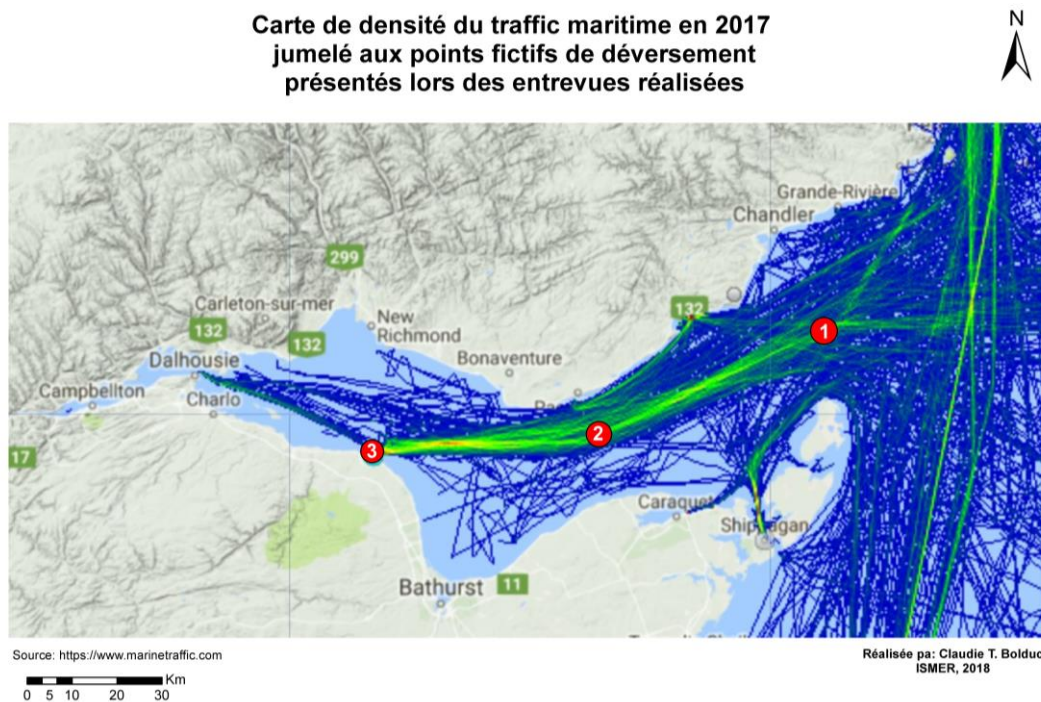 Carte de densité du traffic maritime en 2017
jumelé aux points fictifs de déversement
présentés lors des entrevues réalisées
N
Grande-Rivière
Chandler
299
Carleton-sur-mer
New
Richmond
132
132
132
1
Dalhousie
Bonaventure
Campbellton
Charlo
2
3
17
Caraquet
Shippagan
Bathurst
11
Source: https://www.marinetraffic.com
Réalisée pa: Claudie T. Bolduc
ISMER, 2018
Km
0 5 10 20 30